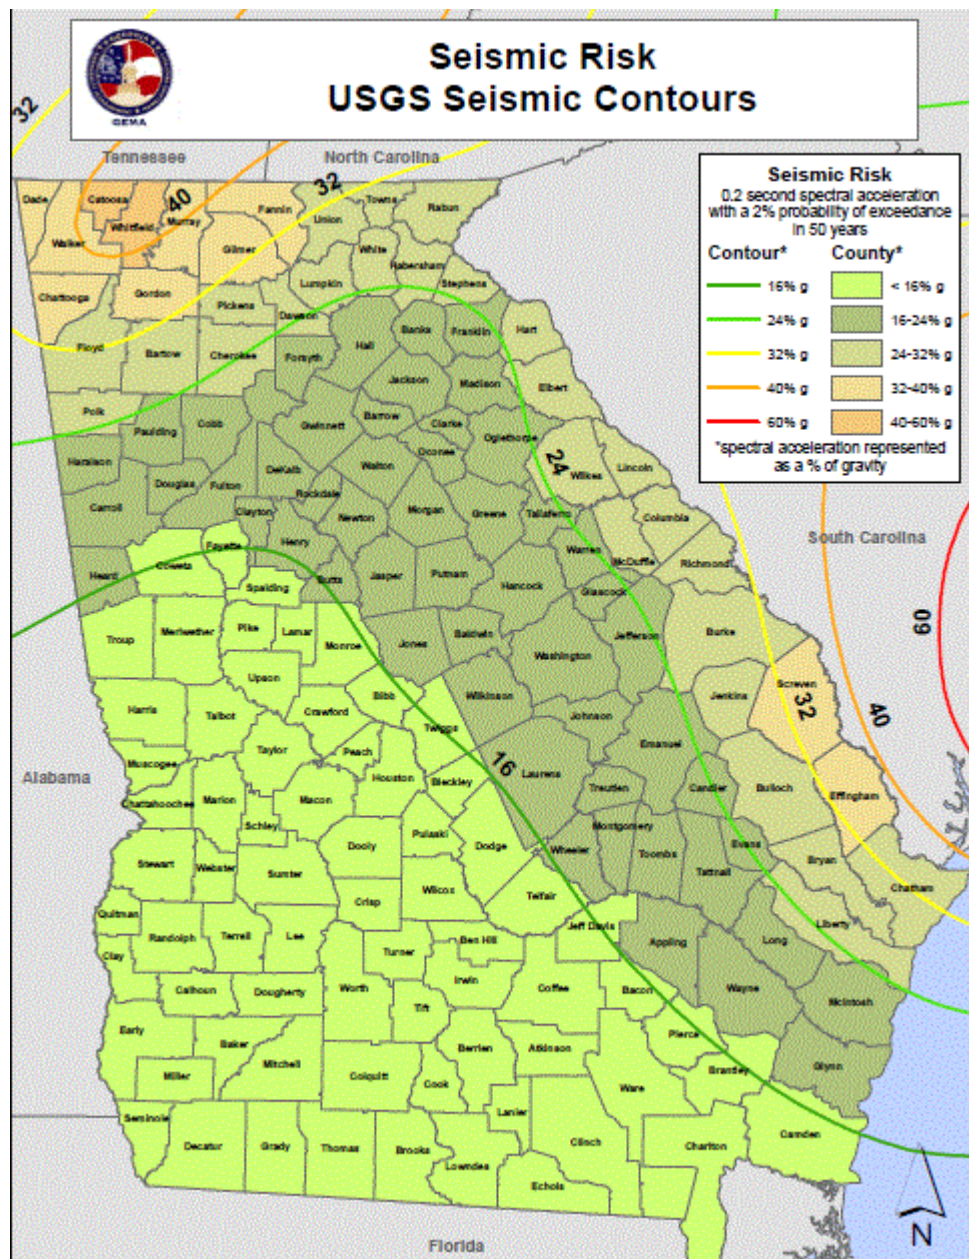 Seismic Risk
USGS Seismic Contours
GEMA
32
Tennessee
North Carolina
32
40
Seismic Risk
0.2 second spectral acceleration
with a 2% probability of exceedance
in 50 years
Contour* County*
16% g < 16% g
24% g 16-24% g
32% g 24-32% g
40% g 32-40% g
60% g 40-60% g
*spectral acceleration represented
as a % of gravity
Dade
Catoosa
Whitfield
Murray
Fannin
Union
Towns
Rabun
Walker
Gilmer
White
Habersham
Lumpkin
Stephens
Chattooga
Gordon
Pickens
Dawson
Banks
Franklin
Hart
Floyd
Bartow
Cherokee
Forsyth
Hall
Jackson
Madison
Elbert
Polk
Paulding
Cobb
Gwinnett
Barrow
Clarke
Oglethorpe
Oconee
24
Wilkes
Lincoln
Haralson
Douglas
Fulton
DeKalb
Walton
Rockdale
Carroll
Clayton
Newton
Morgan
Greene
Taliaferro
Columbia
South Carolina
Heard
Coweta
Fayette
Henry
Spalding
Butts
Jasper
Putnam
Hancock
Warren
McDuffie
Richmond
Glascock
Troup
Meriwether
Pike
Lamar
Monroe
Jones
Baldwin
Washington
Jefferson
Burke
60
Upson
Bibb
Wilkinson
Jenkins
Screven
32
40
Harris
Talbot
Crawford
Twiggs
Johnson
Emanuel
Taylor
Peach
Houston
16
Bleckley
Laurens
Treutlen
Candler
Bulloch
Effingham
Alabama
Muscogee
Chattahoochee
Marion
Macon
Schley
Pulaski
Dodge
Montgomery
Wheeler
Toombs
Evans
Tattnall
Bryan
Chatham
Stewart
Webster
Sumter
Dooly
Wilcox
Telfair
Crisp
Quitman
Randolph
Terrell
Lee
Turner
Ben Hill
Jeff Davis
Appling
Long
Liberty
Clay
Calhoun
Dougherty
Worth
Irwin
Tift
Coffee
Bacon
Wayne
McIntosh
Early
Baker
Mitchell
Berrien
Atkinson
Pierce
Brantley
Glynn
Miller
Colquitt
Cook
Ware
Seminole
Decatur
Grady
Thomas
Brooks
Lanier
Lowndes
Clinch
Echols
Charlton
Camden
Florida
N